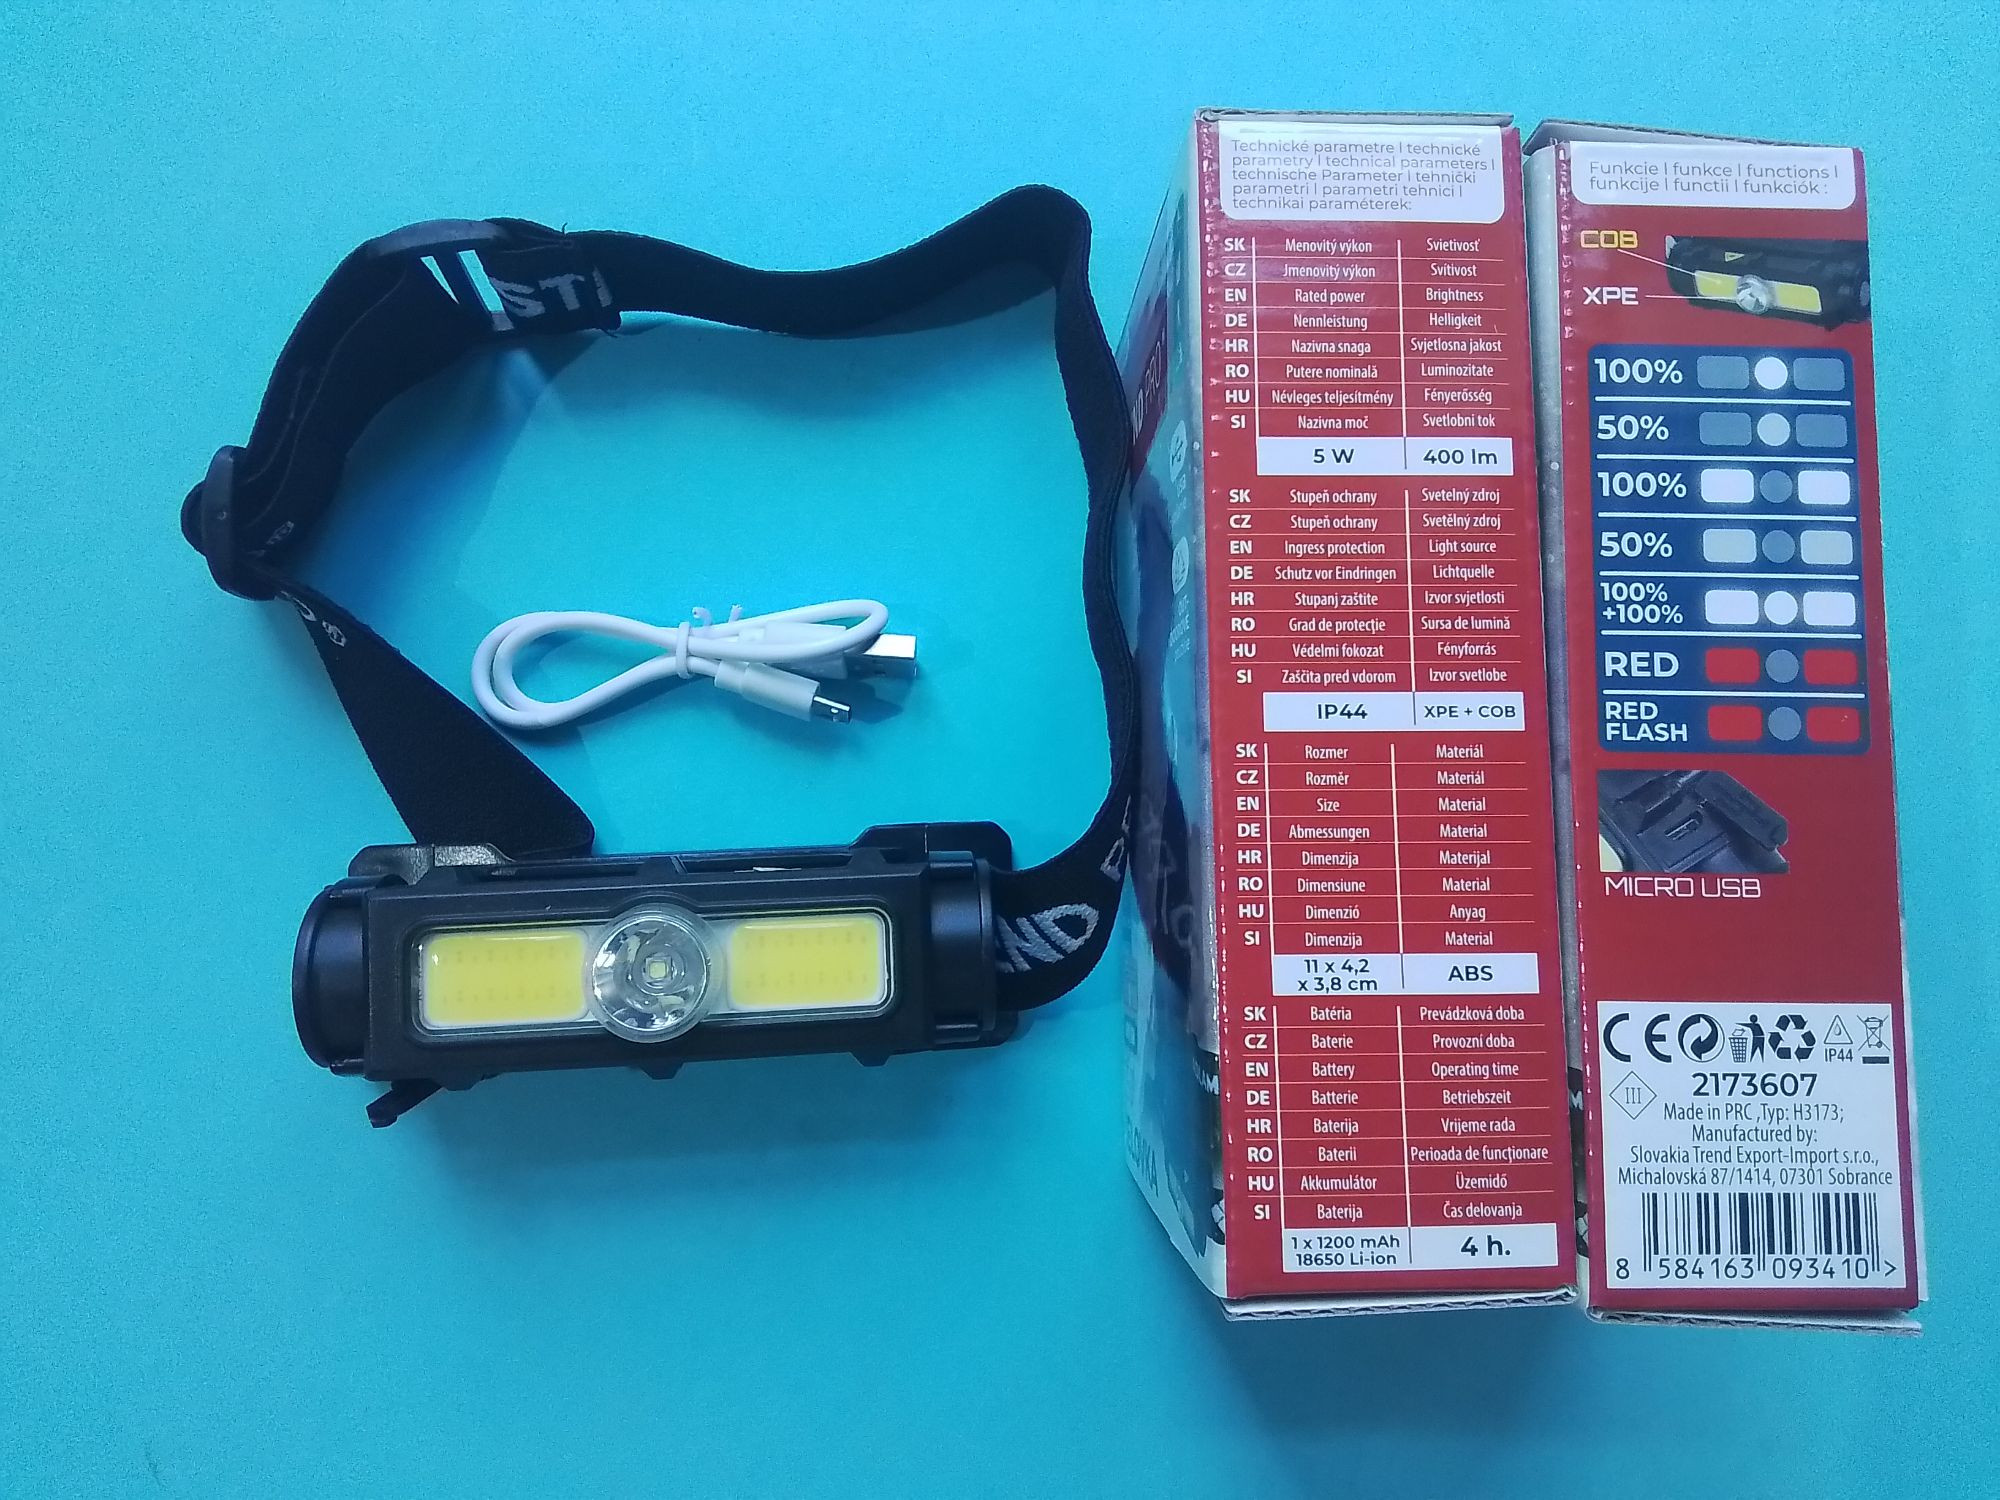 STR
ND
Technické parametre | technické
parametry | technical parameters |
technische Parameter | tehnički
parametri | parametri tehnici |
technikai paraméterek:
SK Menovitý výkon Svietivosť
CZ Jmenovitý výkon Svítivost
EN Rated power Brightness
DE Nennleistung Helligkeit
HR Nazivna snaga Svjetlosna jakost
RO Putere nominală Luminozitate
HU Névleges teljesítmény Fényerősség
SI Nazivna moč Svetlobni tok
5 W 400 lm
SK Stupeň ochrany Svetelný zdroj
CZ Stupeň ochrany Světělný zdroj
EN Ingress protection Light source
DE Schutz vor Eindringen Lichtquelle
HR Stupanj zaštite Izvor svjetlosti
RO Grad de protecție Sursa de lumină
HU Védelmi fokozat Fényforrás
SI Zaščita pred vdorom Izvor svetlobe
IP44 XPE + COB
SK Rozmer Materiál
CZ Rozměr Materiál
EN Size Material
DE Abmessungen Material
HR Dimenzija Materijal
RO Dimensiune Material
HU Dimenzió Anyag
SI Dimenzija Material
11 x 4,2
x 3,8 cm ABS
SK Batéria Prevádzková doba
CZ Baterie Provozní doba
EN Battery Operating time
DE Batterie Betriebszeit
HR Baterija Vrijeme rada
RO Baterii Perioada de funcționare
HU Akkumulátor Üzemidő
SI Baterija Čas delovanja
1 x 1200 mAh
18650 Li-ion 4 h.
Funkcie | funkce | functions |
funkcije | functii | funkciók :
COB
XPE
100%
50%
100%
50%
100%
+100%
RED
RED
FLASH
MICRO USB
CE IP44
III 2173607
Made in PRC ,Typ: H3173;
Manufactured by:
Slovakia Trend Export-Import s.r.o.,
Michalovská 87/1414, 07301 Sobrance
8 584163 093410 >